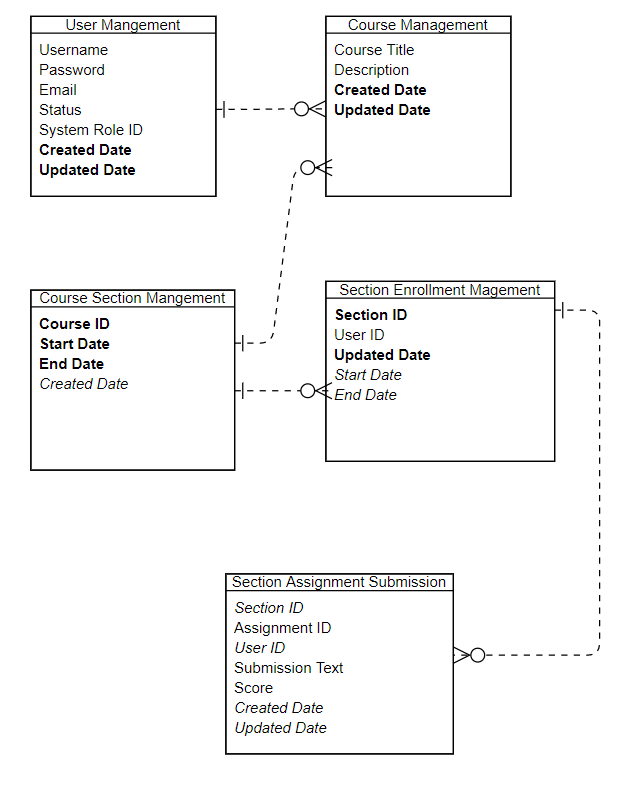 User Mangement
Username
Password
Email
Status
System Role ID
Created Date
Updated Date
Course Management
Course Title
Description
Created Date
Updated Date
Course Section Mangement
Course ID
Start Date
End Date
Created Date
Section Enrollment Magement
Section ID
User ID
Updated Date
Start Date
End Date
Section Assignment Submission
Section ID
Assignment ID
User ID
Submission Text
Score
Created Date
Updated Date